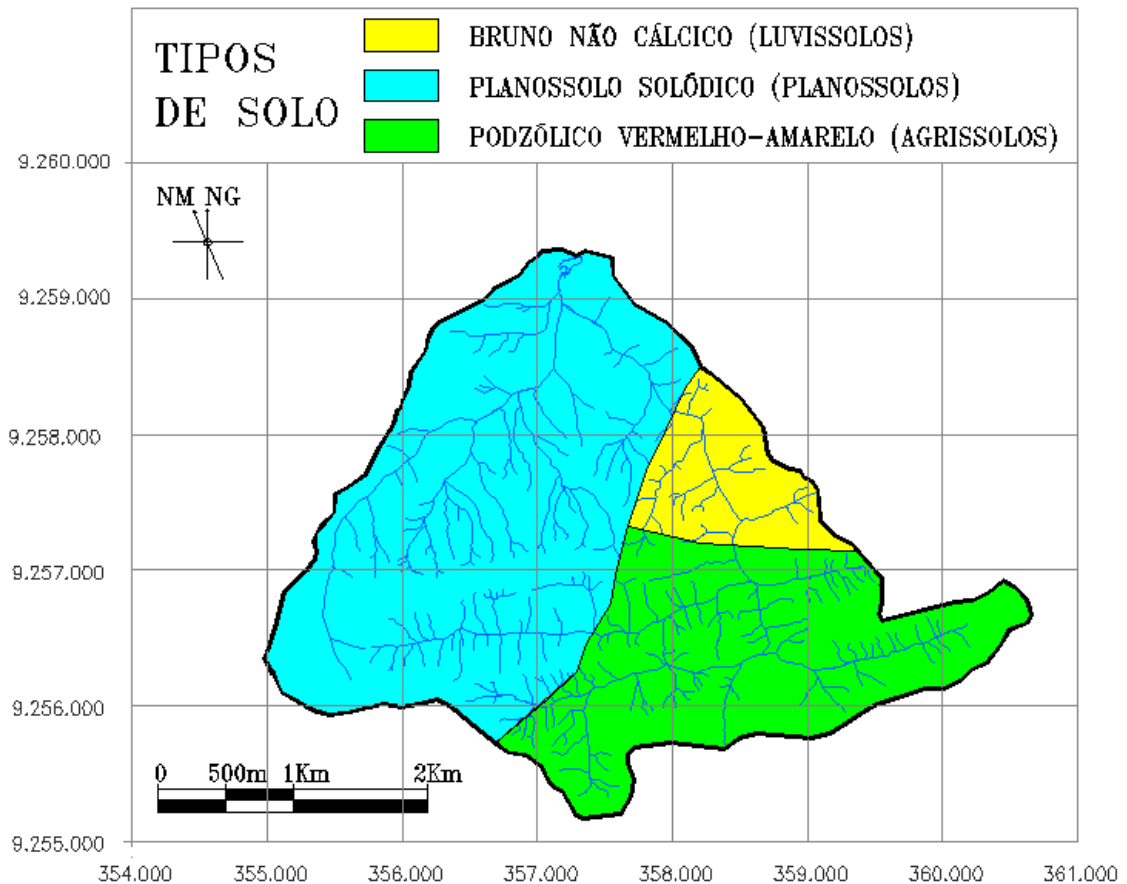 TIPOS
DE SOLO
BRUNO NÃO CÁLCICO (LUVISSOLOS)
PLANOSSOLO SOLÓDICO (PLANOSSOLOS)
PODZÓLICO VERMELHO-AMARELO (AGRISSOLOS)
NM NG
9.260.000
9.259.000
9.258.000
9.257.000
9.256.000
9.255.000
0 500m 1Km 2Km
354.000 355.000 356.000 357.000 358.000 359.000 360.000 361.000